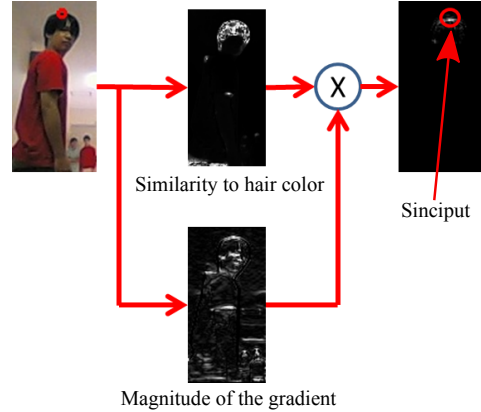 Similarity to hair color
X
Sinciput
Magnitude of the gradient